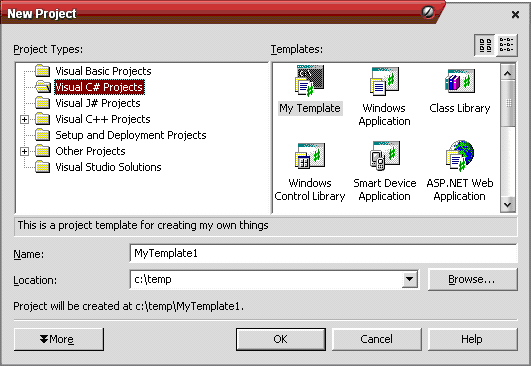 New Project
Project Types:
Templates:
Visual Basic Projects
Visual C# Projects
Visual J# Projects
Visual C++ Projects
Setup and Deployment Projects
Other Projects
Visual Studio Solutions
My Template
Windows
Application
Class Library
Windows
Control Library
Smart Device
Application
ASP.NET Web
Application
This is a project template for creating my own things
Name:
MyTemplate1
Location:
c:\temp
Browse...
Project will be created at c:\temp\MyTemplate1.
More
OK
Cancel
Help